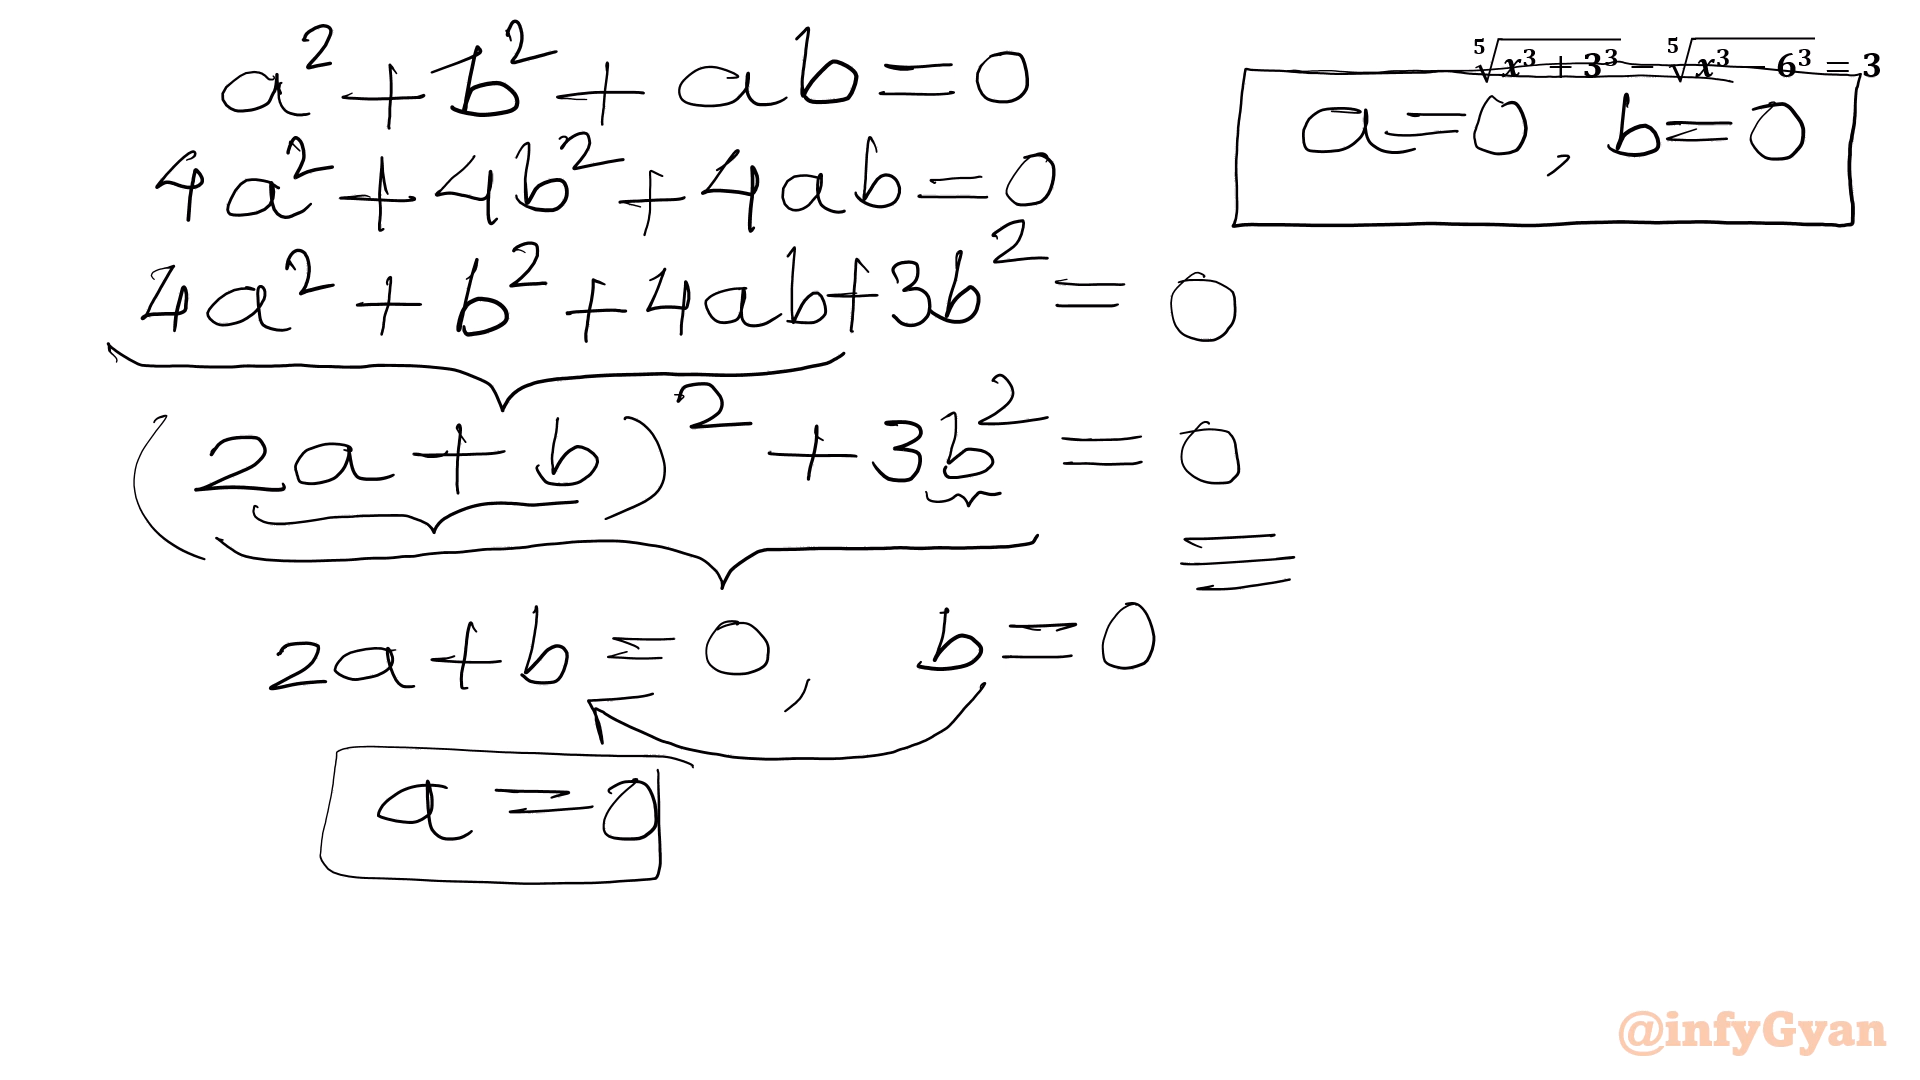 a² + b² + ab = 0
⁵√(x³ + 3³) − ⁵√(x³ − 6³) = 3
a = 0, b = 0
4a² + 4b² + 4ab = 0
4a² + b² + 4ab + 3b² = 0
(2a + b)² + 3b² = 0
2a + b = 0, b = 0
a = 0
@infyGyan